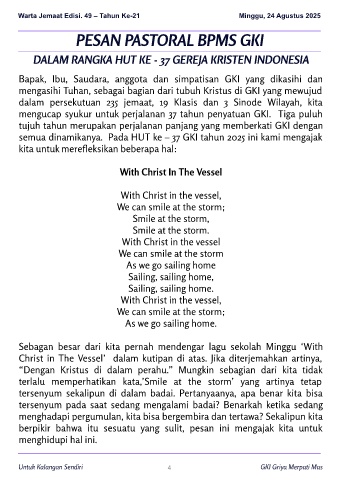 Warta Jemaat Edisi. 49 – Tahun Ke-21 Minggu, 24 Agustus 2025
PESAN PASTORAL BPMS GKI
DALAM RANGKA HUT KE - 37 GEREJA KRISTEN INDONESIA
Bapak, Ibu, Saudara, anggota dan simpatisan GKI yang dikasihi dan
mengasihi Tuhan, sebagai bagian dari tubuh Kristus di GKI yang mewujud
dalam persekutuan 235 jemaat, 19 Klasis dan 3 Sinode Wilayah, kita
mengucap syukur untuk perjalanan 37 tahun penyatuan GKI. Tiga puluh
tujuh tahun merupakan perjalanan panjang yang memberkati GKI dengan
semua dinamikanya. Pada HUT ke – 37 GKI tahun 2025 ini kami mengajak
kita untuk merefleksikan beberapa hal:
With Christ In The Vessel
With Christ in the vessel,
We can smile at the storm;
Smile at the storm,
Smile at the storm.
With Christ in the vessel
We can smile at the storm
As we go sailing home
Sailing, sailing home,
Sailing, sailing home.
With Christ in the vessel,
We can smile at the storm;
As we go sailing home.
Sebagan besar dari kita pernah mendengar lagu sekolah Minggu ‘With
Christ in The Vessel’ dalam kutipan di atas. Jika diterjemahkan artinya,
“Dengan Kristus di dalam perahu.” Mungkin sebagian dari kita tidak
terlalu memperhatikan kata,‘Smile at the storm’ yang artinya tetap
tersenyum sekalipun di dalam badai. Pertanyaanya, apa benar kita bisa
tersenyum pada saat sedang mengalami badai? Benarkah ketika sedang
menghadapi pergumulan, kita bisa bergembira dan tertawa? Sekalipun kita
berpikir bahwa itu sesuatu yang sulit, pesan ini mengajak kita untuk
menghidupi hal ini.
Untuk Kalangan Sendiri 4 GKI Griya Merpati Mas